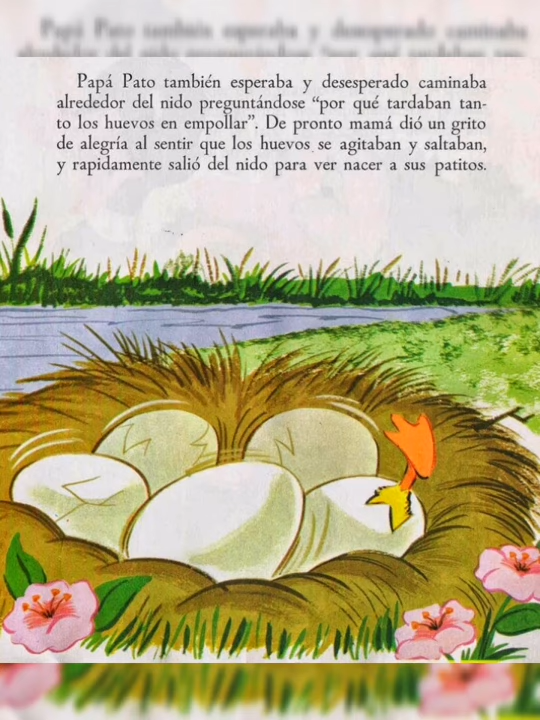 Papá Pato también esperaba y desesperado caminaba
alrededor del nido preguntándose “por qué tardaban tan-
to los huevos en empollar”. De pronto mamá dió un grito
de alegría al sentir que los huevos se agitaban y saltaban,
y rapidamente salió del nido para ver nacer a sus patitos.